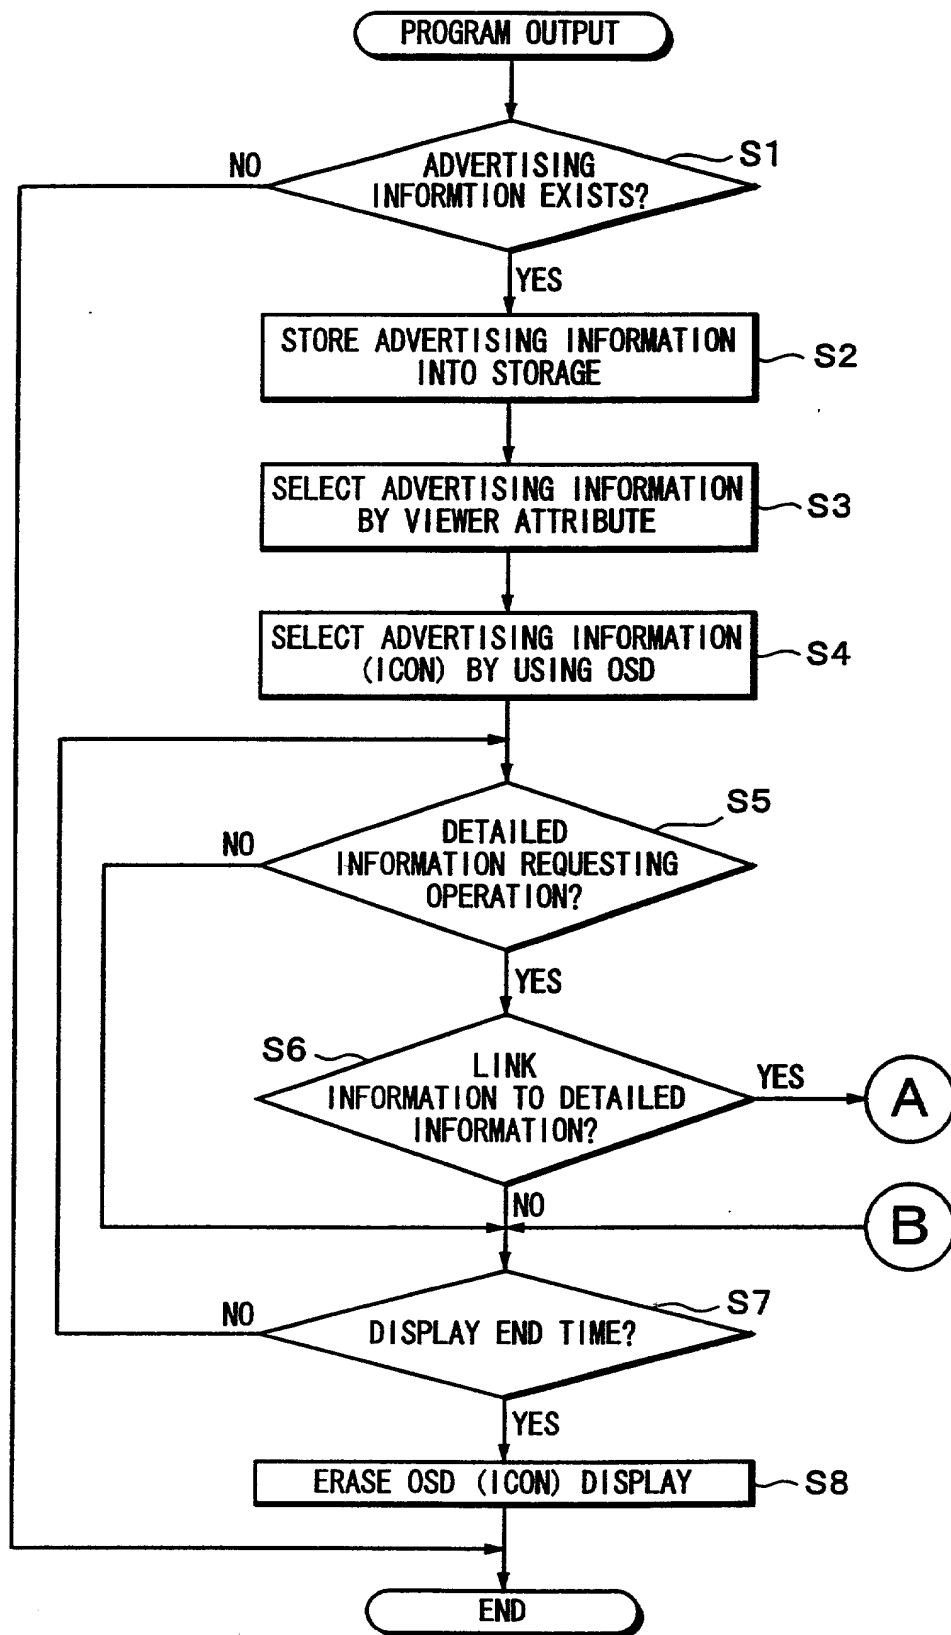 PROGRAM OUTPUT
S1
NO
ADVERTISING
INFORMTION EXISTS?
YES
STORE ADVERTISING INFORMATION
INTO STORAGE
S2
SELECT ADVERTISING INFORMATION
BY VIEWER ATTRIBUTE
S3
SELECT ADVERTISING INFORMATION
(ICON) BY USING OSD
S4
S5
NO
DETAILED
INFORMATION REQUESTING
OPERATION?
YES
S6
LINK
INFORMATION TO DETAILED
INFORMATION?
YES
A
NO
B
S7
NO
DISPLAY END TIME?
YES
ERASE OSD (ICON) DISPLAY
S8
END